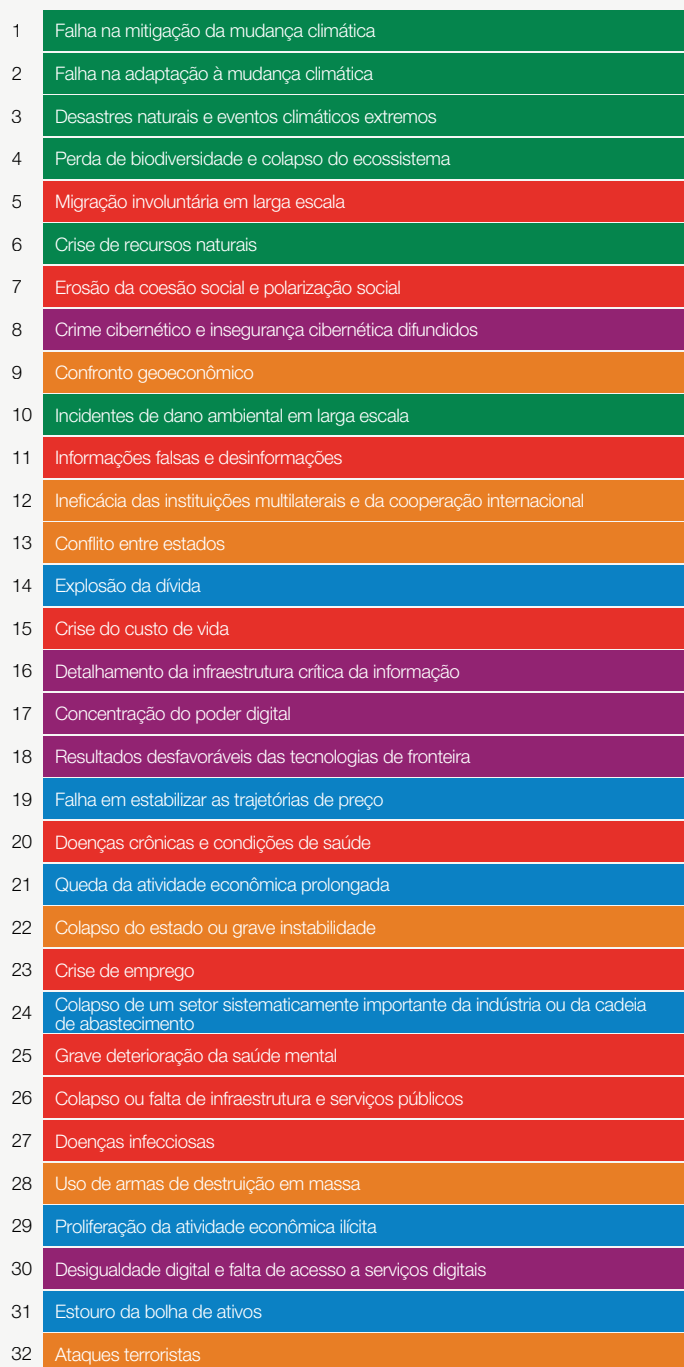 1 Falha na mitigação da mudança climática
2 Falha na adaptação à mudança climática
3 Desastres naturais e eventos climáticos extremos
4 Perda de biodiversidade e colapso do ecossistema
5 Migração involuntária em larga escala
6 Crise de recursos naturais
7 Erosão da coesão social e polarização social
8 Crime cibernético e insegurança cibernética difundidos
9 Confronto geoeconômico
10 Incidentes de dano ambiental em larga escala
11 Informações falsas e desinformações
12 Ineficácia das instituições multilaterais e da cooperação internacional
13 Conflito entre estados
14 Explosão da dívida
15 Crise do custo de vida
16 Detalhamento da infraestrutura crítica da informação
17 Concentração do poder digital
18 Resultados desfavoráveis das tecnologias de fronteira
19 Falha em estabilizar as trajetórias de preço
20 Doenças crônicas e condições de saúde
21 Queda da atividade econômica prolongada
22 Colapso do estado ou grave instabilidade
23 Crise de emprego
24 Colapso de um setor sistematicamente importante da indústria ou da cadeia
de abastecimento
25 Grave deterioração da saúde mental
26 Colapso ou falta de infraestrutura e serviços públicos
27 Doenças infecciosas
28 Uso de armas de destruição em massa
29 Proliferação da atividade econômica ilícita
30 Desigualdade digital e falta de acesso a serviços digitais
31 Estouro da bolha de ativos
32 Ataques terroristas